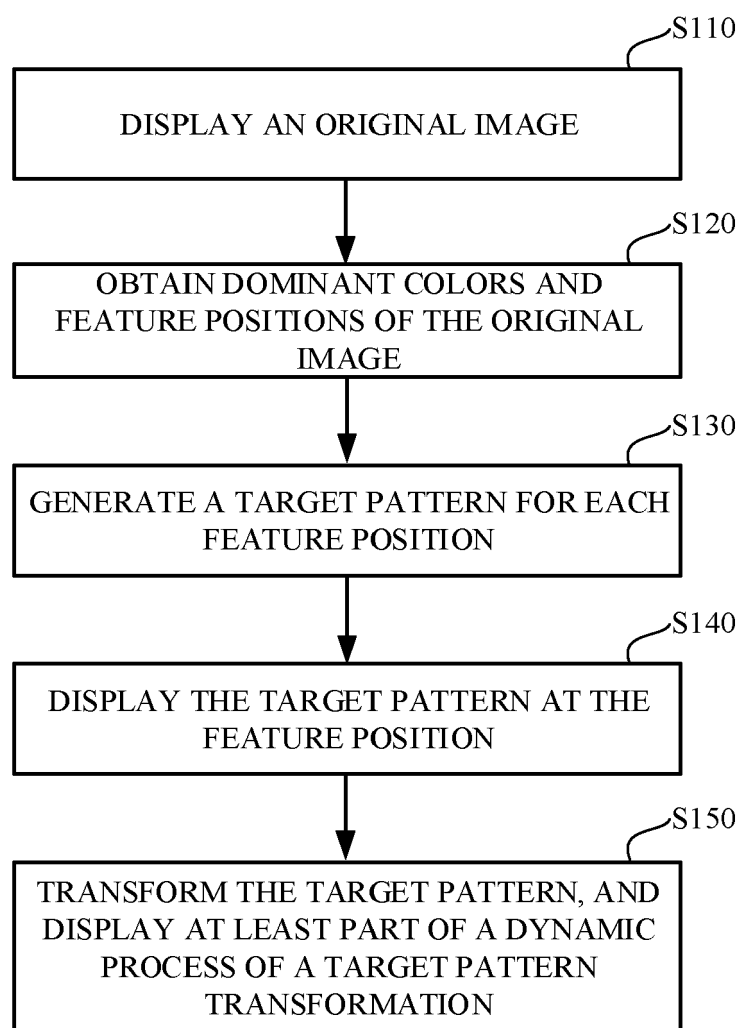 S110
DISPLAY AN ORIGINAL IMAGE
S120
OBTAIN DOMINANT COLORS AND
FEATURE POSITIONS OF THE ORIGINAL
IMAGE
S130
GENERATE A TARGET PATTERN FOR EACH
FEATURE POSITION
S140
DISPLAY THE TARGET PATTERN AT THE
FEATURE POSITION
S150
TRANSFORM THE TARGET PATTERN, AND
DISPLAY AT LEAST PART OF A DYNAMIC
PROCESS OF A TARGET PATTERN
TRANSFORMATION